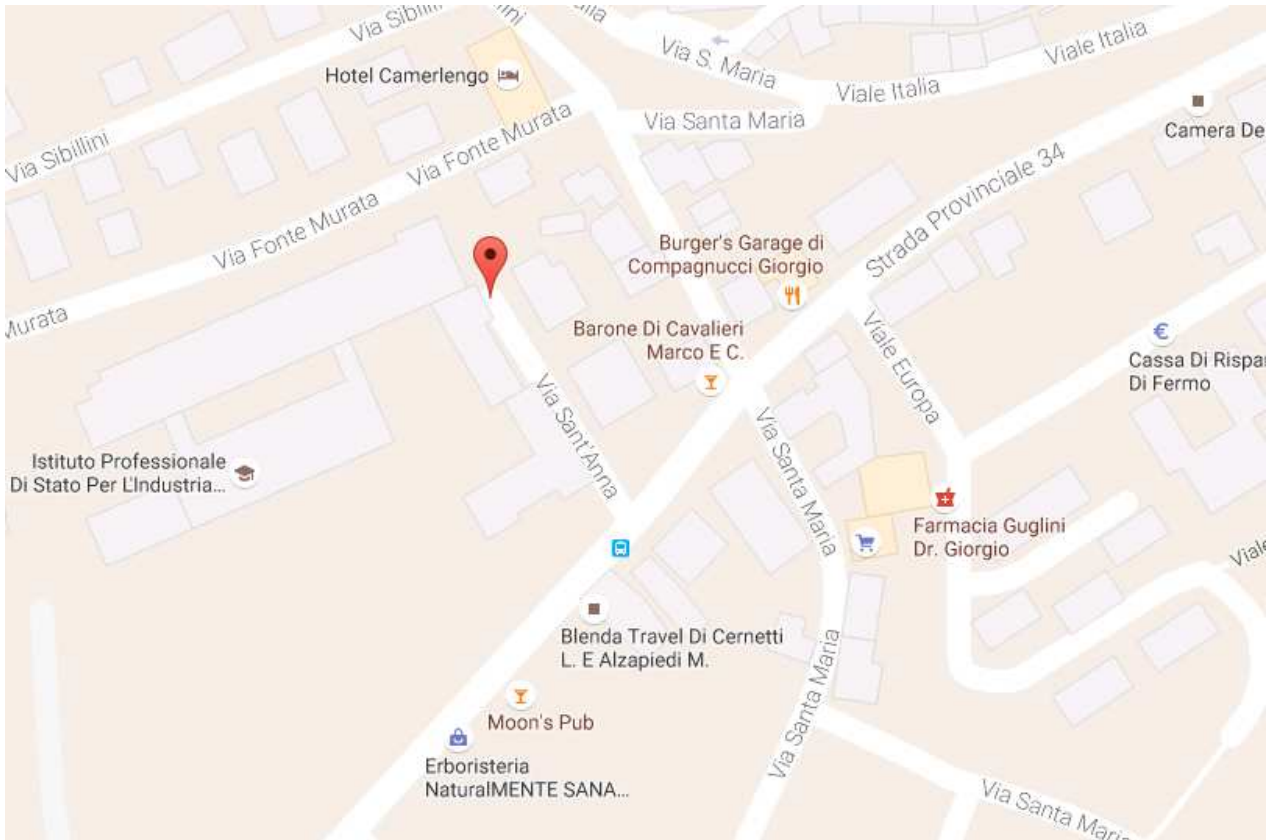 Via Sibillini
Hotel Camerlengo
Via S. Maria
Viale Italia
Viale Italia
Via Santa Maria
Camera De
Via Sibillini
Via Fonte Murata
Via Fonte Murata
Strada Provinciale 34
Burger's Garage di
Compagnucci Giorgio
Murata
Barone Di Cavalieri
Marco E C.
Viale Europa
€
Cassa Di Rispar
Di Fermo
Via Sant'Anna
Via Santa Maria
Istituto Professionale
Di Stato Per L'Industria...
Farmacia Guglini
Dr. Giorgio
Viale
Blenda Travel Di Cernetti
L. E Alzapiedi M.
Via Santa Maria
Moon's Pub
Erboristeria
NaturalMENTE SANA...
Via Santa Maria